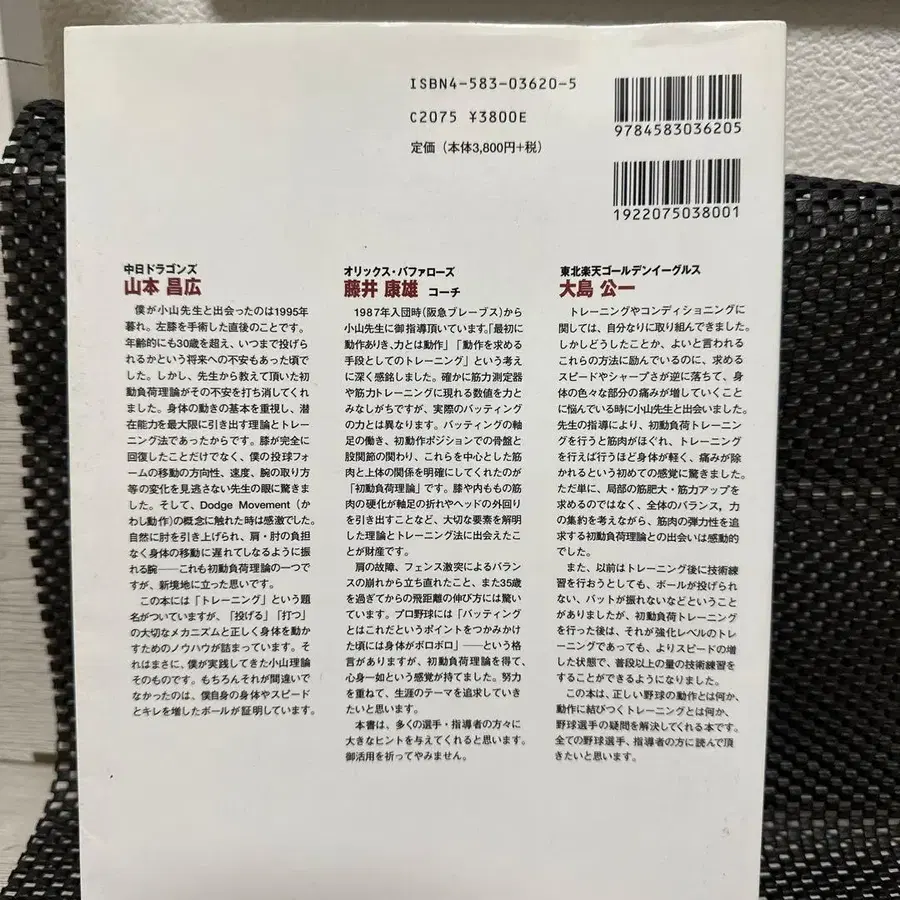 ISBN4-583-03620-5
C2075 ¥3800E
定価（本体3,800円+税）
9784583036205
1922075038001
中日ドラゴンズ
山本 昌広
僕が小山先生と出会ったのは1995年
暮れ。左膝を手術した直後のことです。
年齢的にも30歳を超え、いつまで投げら
れるかという将来への不安もあった頃で
した。しかし、先生から教えて頂いた初
動負荷理論がその不安を打ち消してくれ
ました。身体の動きの基本を重視し、潜
在能力を最大限に引き出す理論とトレー
ニング法であったからです。膝が完全に
回復したことだけでなく、僕の投球フォ
ームの移動の方向性、速度、腕の取り方
等の変化を見逃さない先生の眼に驚きま
した。そして、Dodge Movement（か
わし動作）の概念に触れた時は感激でした。
自然に肘を引き上げられ、肩・肘の負担
なく身体の移動に遅れてしなるように振
れる腕──これも初動負荷理論の一つで
すが、新境地に立った思いです。
この本には「トレーニング」という題
名がついていますが、「投げる」「打つ」
の大切なメカニズムと正しく身体を動か
すためのノウハウが詰まっています。そ
れはまさに、僕が実践してきた小山理論
そのものです。もちろんそれが間違いで
なかったのは、僕自身の身体やスピード
とキレを増したボールが証明しています。
オリックス・バファローズ
藤井 康雄 コーチ
1987年入団時（阪急ブレーブス）から
小山先生に御指導頂いています。「最初に
動作ありき、力とは動作」「動作を求める
手段としてのトレーニング」という考え
に深く感銘しました。確かに筋力測定器
や筋力トレーニングに現れる数値を力と
みなしがちですが、実際のバッティング
の力とは異なります。バッティングの軸
足の働き、初動作ポジションでの骨盤と
股関節の関わり、これらを中心とした筋
肉と上体の関係を明確にしてくれたのが
「初動負荷理論」です。膝や内ももの筋肉
の硬化が軸足の折れやヘッドの外回り
を引き出すことなど、大切な要素を解明
した理論とトレーニング法に出会えたこ
とが財産です。
肩の故障、フェンス激突によるバラン
スの崩れから立ち直れたこと、また35歳
を過ぎてからの飛距離の伸び方には驚い
ています。プロ野球には「バッティング
とはこれだというポイントをつかみかけ
た頃には身体がボロボロ」──という格
言がありますが、初動負荷理論を得て、
心身一如という感覚が持てました。努力
を重ねて、生涯のテーマを追求していき
たいと思います。
本書は、多くの選手・指導者の方々に
大きなヒントを与えてくれると思います。
御活用を祈ってやみません。
東北楽天ゴールデンイーグルス
大島 公一
トレーニングやコンディショニングに
関しては、自分なりに取り組んできました。
しかしどうしたことか、よいと言われる
これらの方法に励んでいるのに、求める
スピードやシャープさが逆に落ちて、身
体の色々な部分の痛みが増していくこと
に悩んでいる時に小山先生と出会いました。
先生の指導により、初動負荷トレーニン
グを行うと筋肉がほぐれ、トレーニング
を行えば行うほど身体が軽く、痛みが除
かれるという初めての感覚に驚きました。
ただ単に、局部の筋肥大・筋力アップを
求めるのではなく、全体のバランス，力
の集約を考えながら、筋肉の弾力性を追
求する初動負荷理論との出会いは感動的
でした。
また、以前はトレーニング後に技術練
習を行おうとしても、ボールが投げられ
ない、バットが振れないなどということ
がありましたが、初動負荷トレーニング
を行った後は、それが強化レベルのトレ
ーニングであっても、よりスピードの増
した状態で、普段以上の量の技術練習を
することができるようになりました。
この本は、正しい野球の動作とは何か、
動作に結びつくトレーニングとは何か、
野球選手の疑問を解決してくれる本です。
全ての野球選手、指導者の方に読んで頂
きたいと思います。